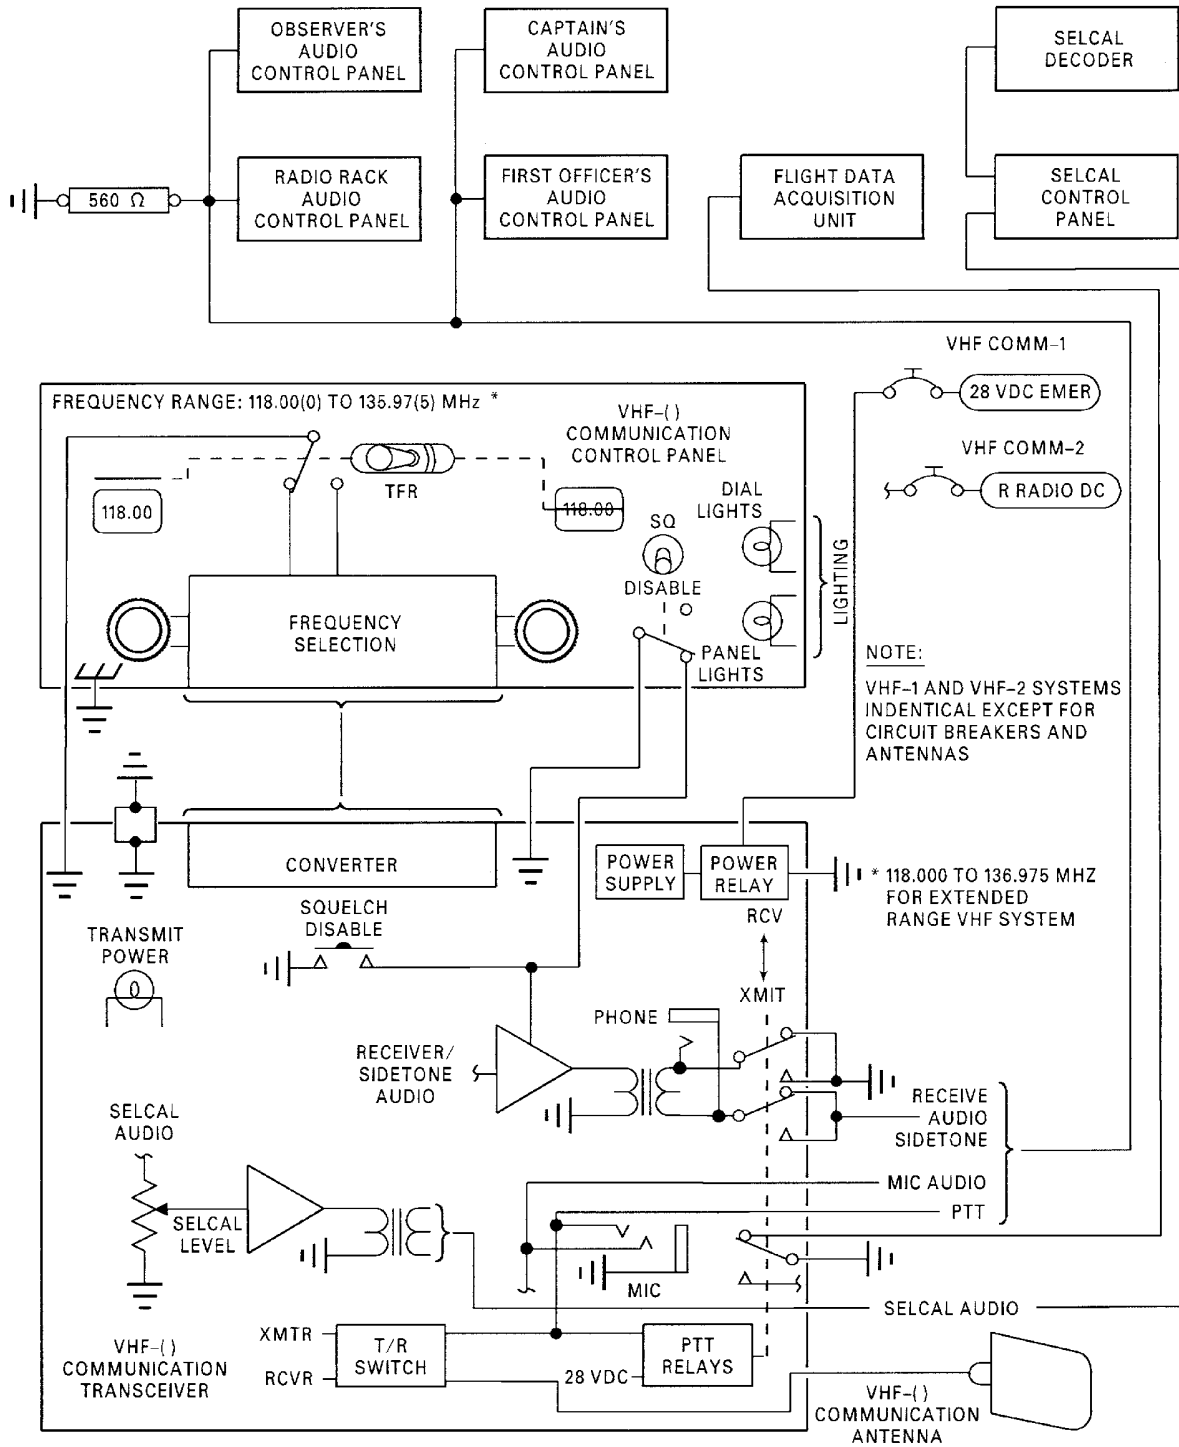 OBSERVER'S
AUDIO
CONTROL PANEL
CAPTAIN'S
AUDIO
CONTROL PANEL
SELCAL
DECODER
560 Ω
RADIO RACK
AUDIO
CONTROL PANEL
FIRST OFFICER'S
AUDIO
CONTROL PANEL
FLIGHT DATA
ACQUISITION
UNIT
SELCAL
CONTROL
PANEL
VHF COMM-1
28 VDC EMER
VHF COMM-2
R RADIO DC
FREQUENCY RANGE: 118.00(0) TO 135.97(5) MHz *
VHF-( )
COMMUNICATION
CONTROL PANEL
TFR
118.00
118.00
DIAL
LIGHTS
SQ
DISABLE
LIGHTING
FREQUENCY
SELECTION
PANEL
LIGHTS
NOTE:
VHF-1 AND VHF-2 SYSTEMS
INDENTICAL EXCEPT FOR
CIRCUIT BREAKERS AND
ANTENNAS
CONVERTER
POWER
SUPPLY
POWER
RELAY
* 118.000 TO 136.975 MHZ
FOR EXTENDED
RANGE VHF SYSTEM
SQUELCH
DISABLE
RCV
XMIT
TRANSMIT
POWER
PHONE
RECEIVER/
SIDETONE
AUDIO
RECEIVE
AUDIO
SIDETONE
SELCAL
AUDIO
MIC AUDIO
PTT
SELCAL
LEVEL
MIC
SELCAL AUDIO
VHF-( )
COMMUNICATION
TRANSCEIVER
XMTR
RCVR
T/R
SWITCH
28 VDC
PTT
RELAYS
VHF-( )
COMMUNICATION
ANTENNA